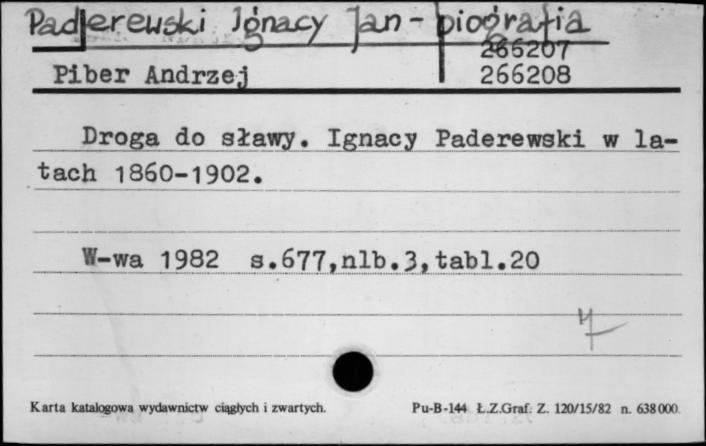 Paderewski Ignacy Jan - biografia
266207
Piber Andrzej 266208
Droga do sławy. Ignacy Paderewski w la-
tach 1860-1902.
W-wa 1982 s.677,nlb.3,tabl.20
Karta katalogowa wydawnictw ciągłych i zwartych. Pu-B-144 Ł.Z.Graf. Z. 120/15/82 n. 638000.